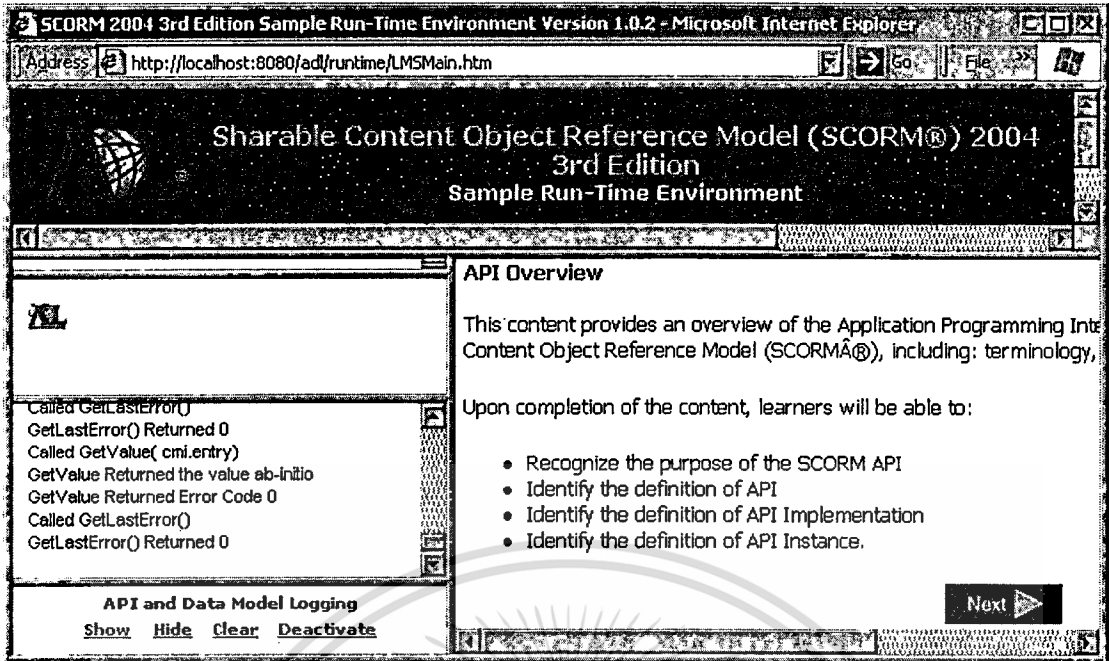 SCORM 2004 3rd Edition Sample Run-Time Environment Version 1.0.2 - Microsoft Internet Explorer
Address http://localhost:8080/adl/runtime/LMSMain.htm Go File
Sharable Content Object Reference Model (SCORM®) 2004
3rd Edition
Sample Run-Time Environment
ADL
Called GetLastError()
GetLastError() Returned 0
Called GetValue( cmi.entry)
GetValue Returned the value ab-initio
GetValue Returned Error Code 0
Called GetLastError()
GetLastError() Returned 0
API and Data Model Logging
Show Hide Clear Deactivate
API Overview
This content provides an overview of the Application Programming Inte
Content Object Reference Model (SCORMÂ®), including: terminology,
Upon completion of the content, learners will be able to:
• Recognize the purpose of the SCORM API
• Identify the definition of API
• Identify the definition of API Implementation
• Identify the definition of API Instance.
Next